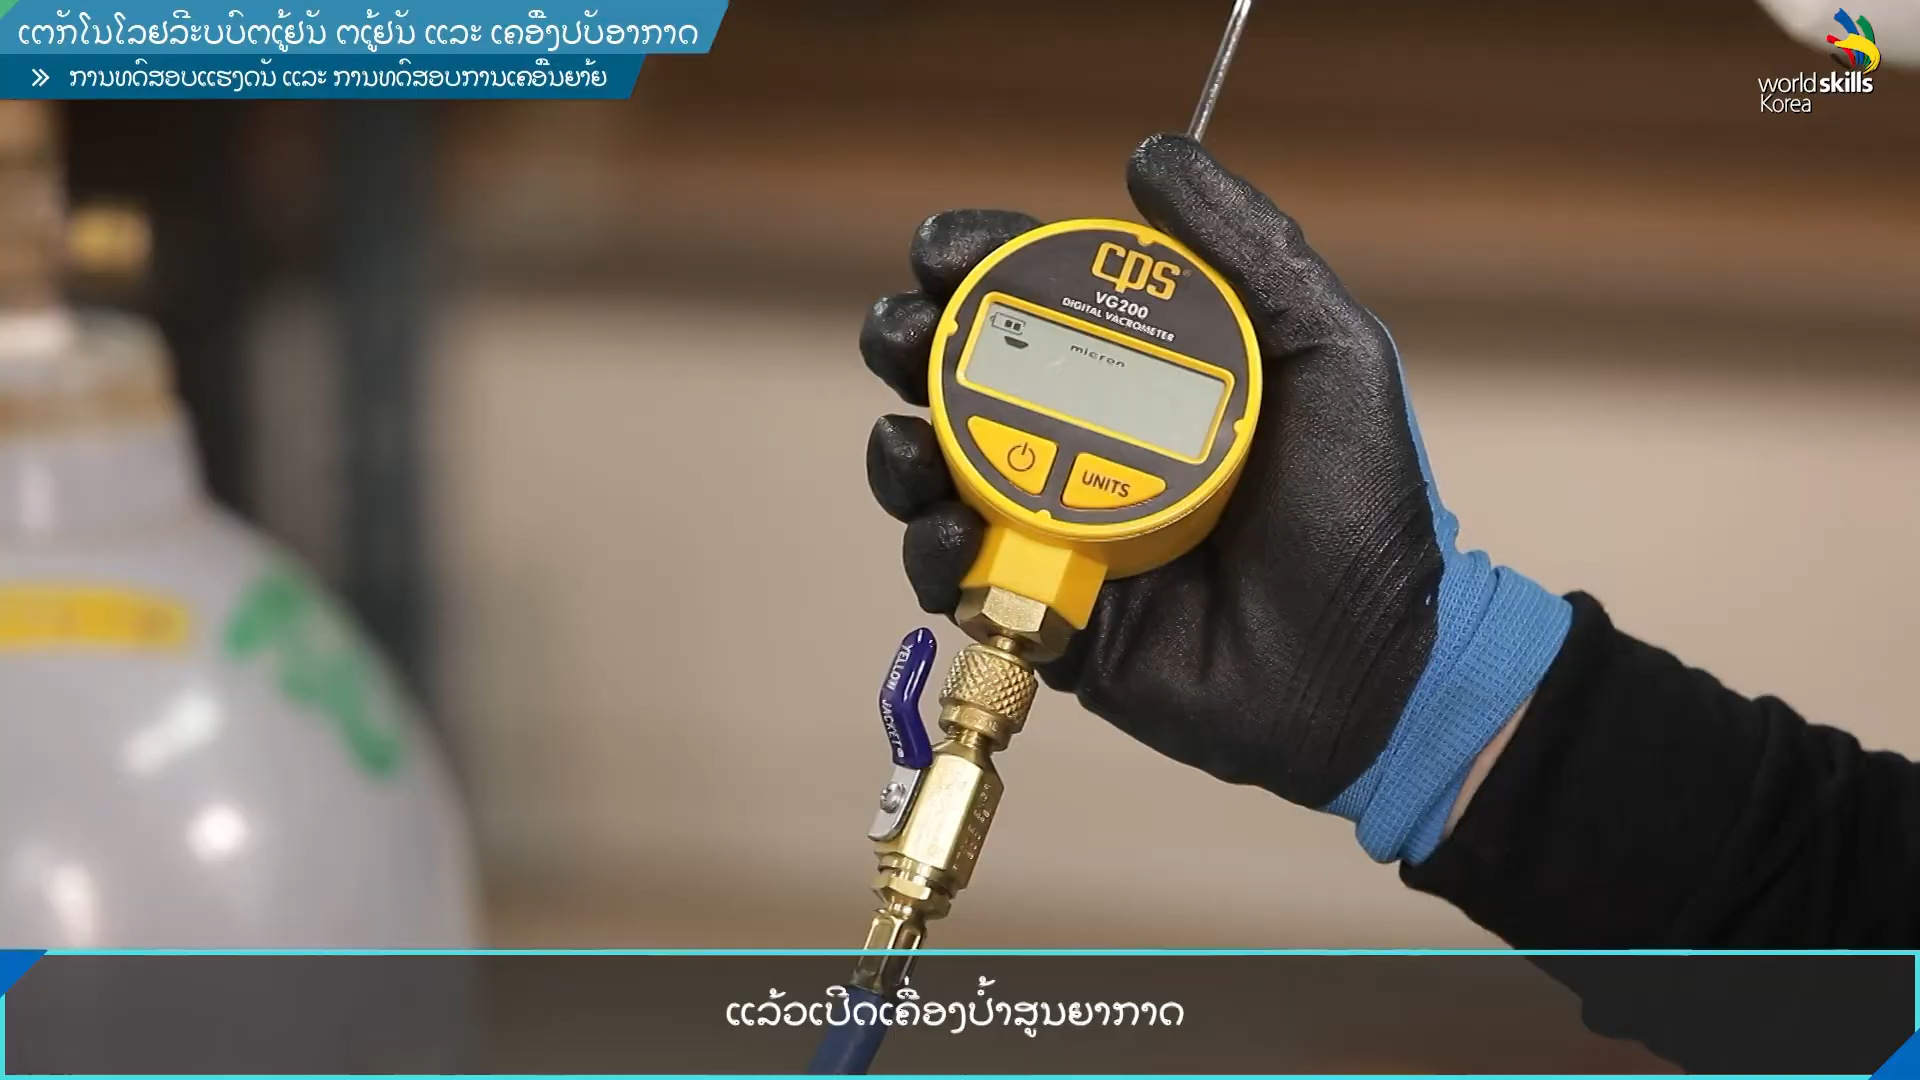 ເຕັກໂນໂລຢີລະບົບຕູ້ເຢັນ ຕູ້ເຢັນ ແລະ ເຄື່ອງປັບອາກາດ
ການທົດສອບແຮງດັນ ແລະ ການທົດສອບການເຄື່ອນຍ້າຍ
worldskills
Korea
cps
VG200
DIGITAL VACROMETER
micron
UNITS
YELLOW JACKET
ແລ້ວເປີດເຄື່ອງປ້ຳສູນຍາກາດ